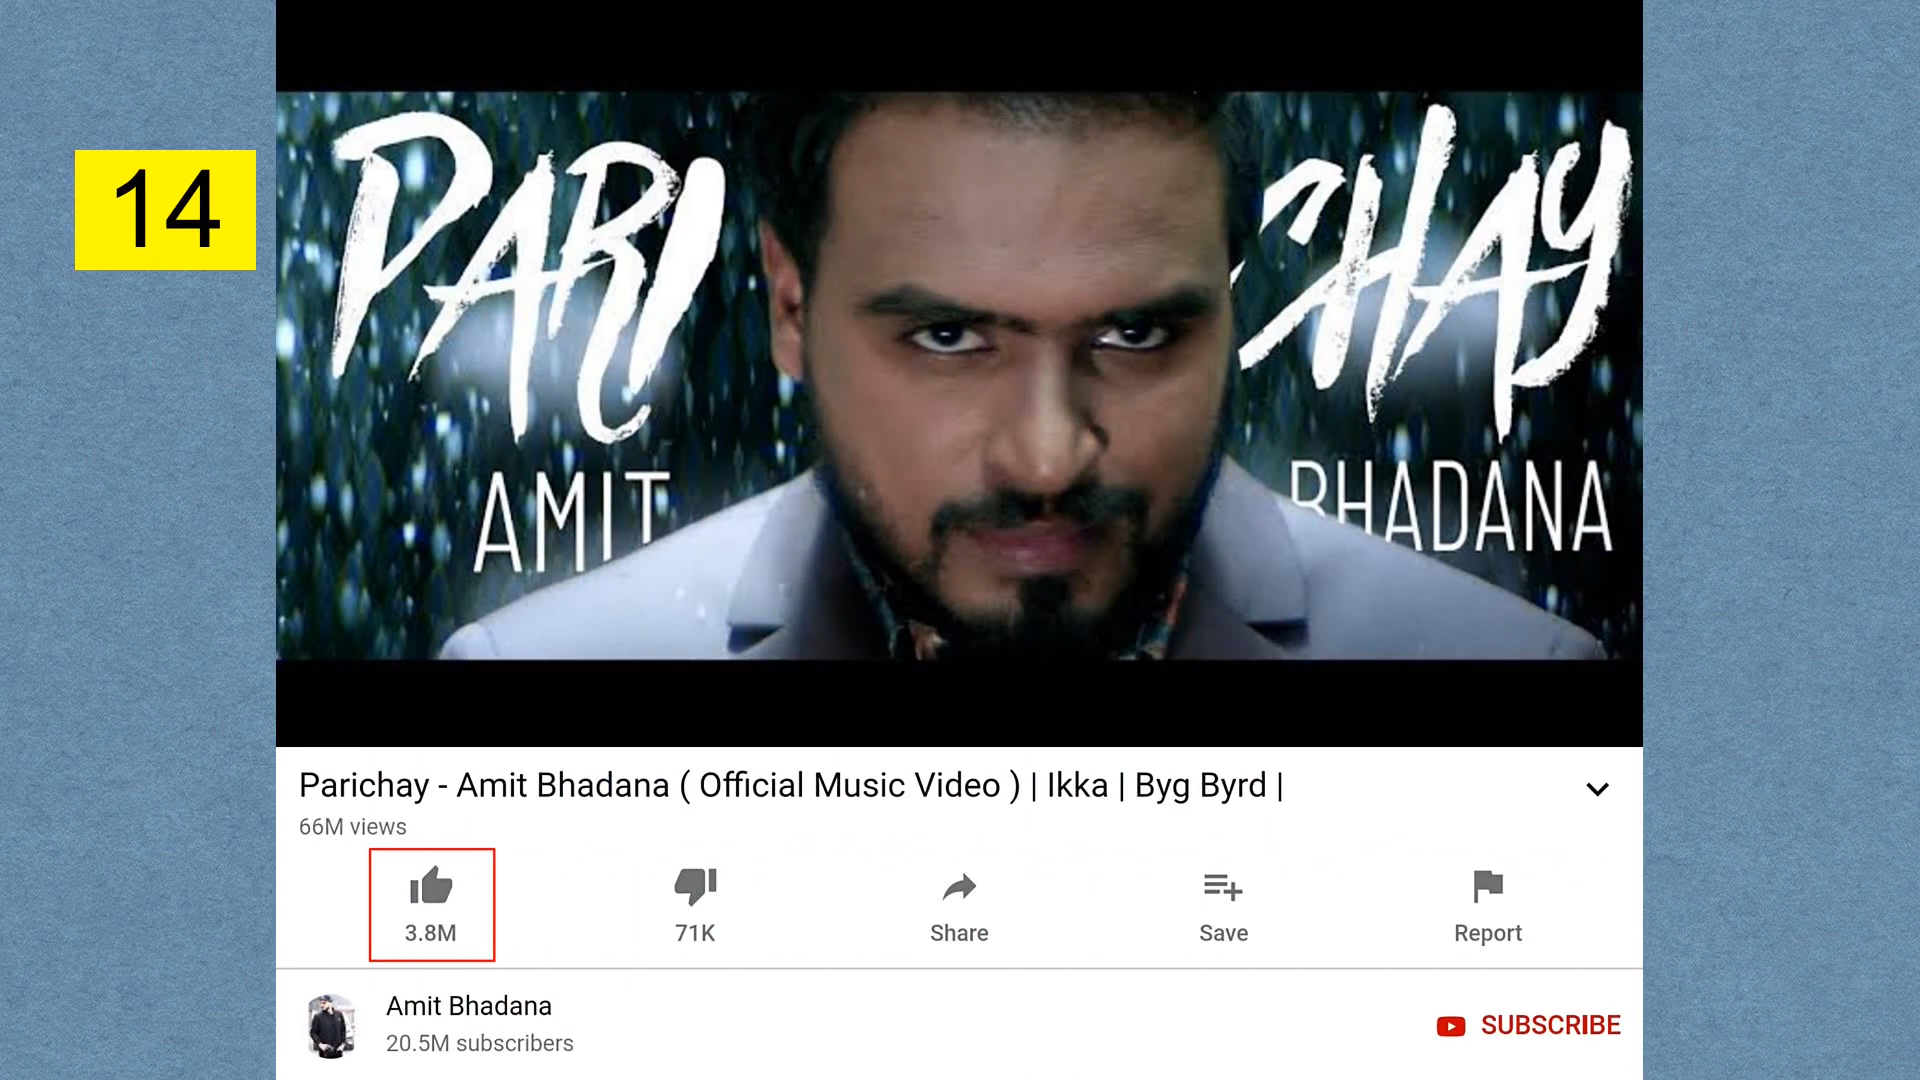 14
PARI CHAY
AMIT BHADANA
Parichay - Amit Bhadana ( Official Music Video ) | Ikka | Byg Byrd |
66M views
3.8M 71K Share Save Report
Amit Bhadana
20.5M subscribers
SUBSCRIBE